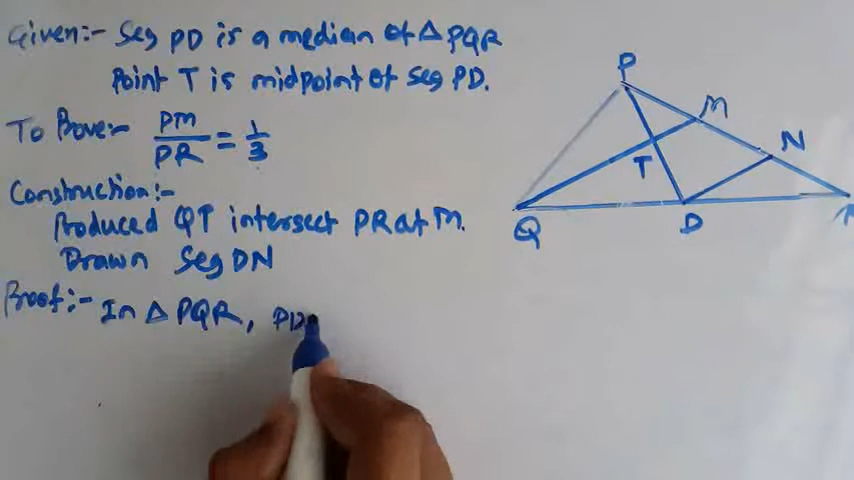 Given:- Seg PD is a median of △PQR
Point T is midpoint of Seg PD.
To Prove:- PM/PR = 1/3
Construction:-
Produced QT intersect PR at M.
Drawn Seg DN
Proof:- In △ PQR, PD
P
M
N
T
Q
D